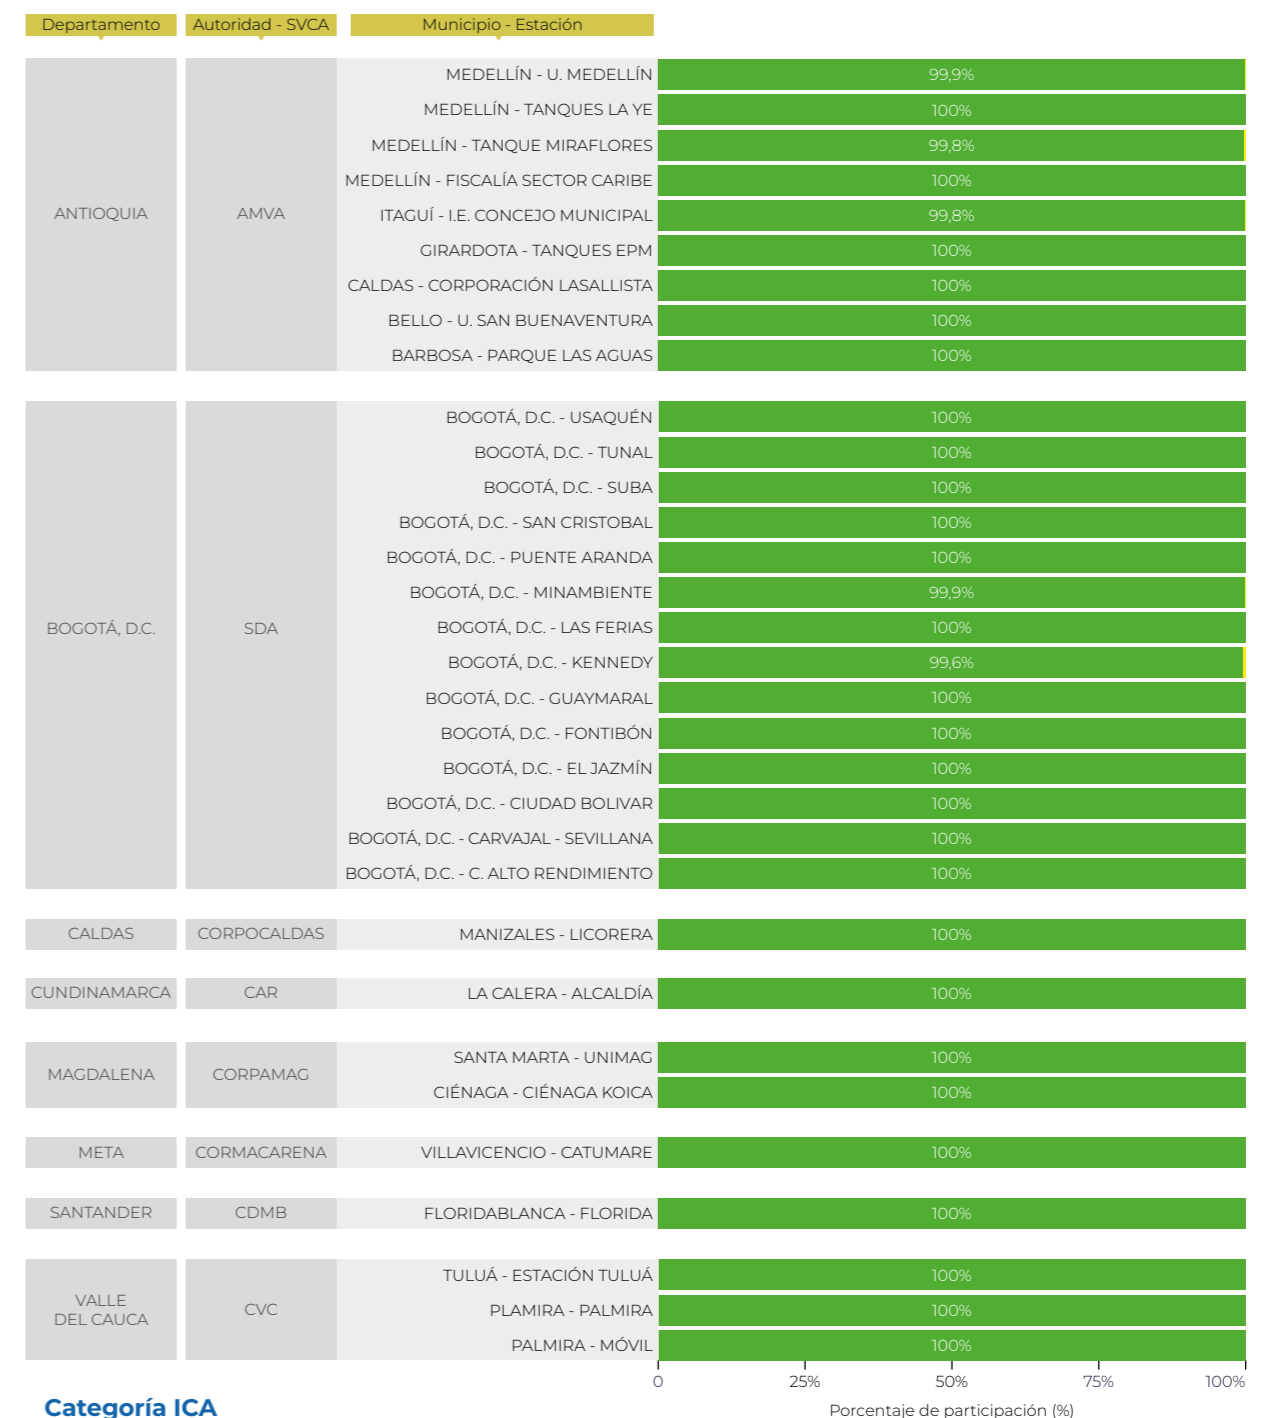 Departamento Autoridad - SVCA Municipio - Estación
ANTIOQUIA AMVA
MEDELLÍN - U. MEDELLÍN 99,9%
MEDELLÍN - TANQUES LA YE 100%
MEDELLÍN - TANQUE MIRAFLORES 99,8%
MEDELLÍN - FISCALÍA SECTOR CARIBE 100%
ITAGUÍ - I.E. CONCEJO MUNICIPAL 99,8%
GIRARDOTA - TANQUES EPM 100%
CALDAS - CORPORACIÓN LASALLISTA 100%
BELLO - U. SAN BUENAVENTURA 100%
BARBOSA - PARQUE LAS AGUAS 100%
BOGOTÁ, D.C. SDA
BOGOTÁ, D.C. - USAQUÉN 100%
BOGOTÁ, D.C. - TUNAL 100%
BOGOTÁ, D.C. - SUBA 100%
BOGOTÁ, D.C. - SAN CRISTOBAL 100%
BOGOTÁ, D.C. - PUENTE ARANDA 100%
BOGOTÁ, D.C. - MINAMBIENTE 99,9%
BOGOTÁ, D.C. - LAS FERIAS 100%
BOGOTÁ, D.C. - KENNEDY 99,6%
BOGOTÁ, D.C. - GUAYMARAL 100%
BOGOTÁ, D.C. - FONTIBÓN 100%
BOGOTÁ, D.C. - EL JAZMÍN 100%
BOGOTÁ, D.C. - CIUDAD BOLIVAR 100%
BOGOTÁ, D.C. - CARVAJAL - SEVILLANA 100%
BOGOTÁ, D.C. - C. ALTO RENDIMIENTO 100%
CALDAS CORPOCALDAS MANIZALES - LICORERA 100%
CUNDINAMARCA CAR LA CALERA - ALCALDÍA 100%
MAGDALENA CORPAMAG
SANTA MARTA - UNIMAG 100%
CIÉNAGA - CIÉNAGA KOICA 100%
META CORMACARENA VILLAVICENCIO - CATUMARE 100%
SANTANDER CDMB FLORIDABLANCA - FLORIDA 100%
VALLE
DEL CAUCA CVC
TULUÁ - ESTACIÓN TULUÁ 100%
PLAMIRA - PALMIRA 100%
PALMIRA - MÓVIL 100%
0 25% 50% 75% 100%
Porcentaje de participación (%)
Categoría ICA